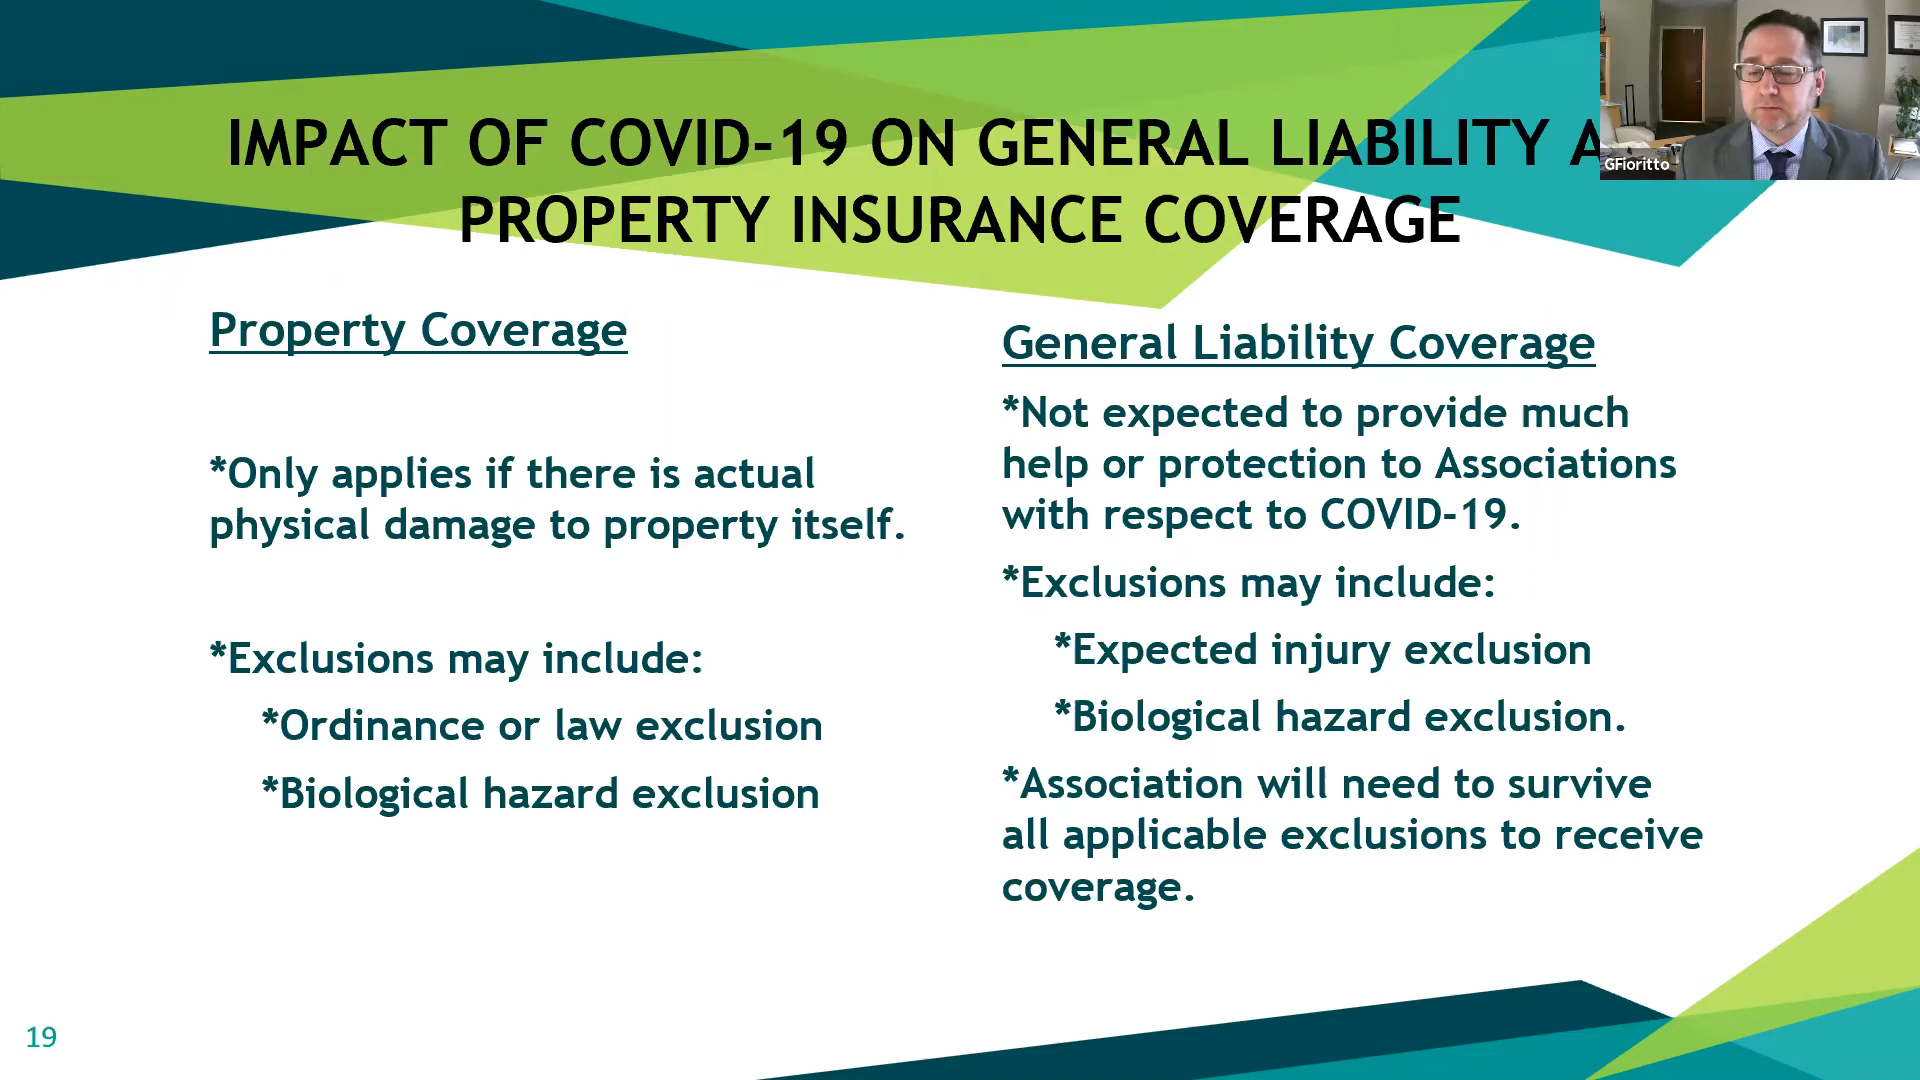 IMPACT OF COVID-19 ON GENERAL LIABILITY
PROPERTY INSURANCE COVERAGE
GFioritto
Property Coverage
*Only applies if there is actual
physical damage to property itself.
*Exclusions may include:
*Ordinance or law exclusion
*Biological hazard exclusion
General Liability Coverage
*Not expected to provide much
help or protection to Associations
with respect to COVID-19.
*Exclusions may include:
*Expected injury exclusion
*Biological hazard exclusion.
*Association will need to survive
all applicable exclusions to receive
coverage.
19